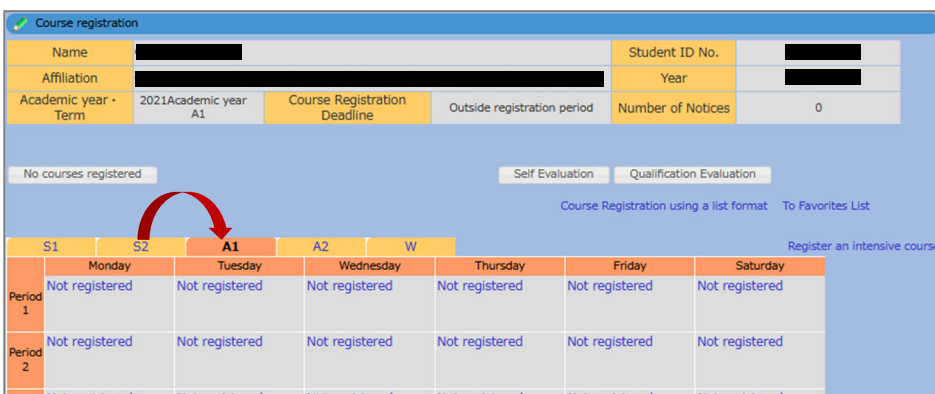 Course registration
Name Student ID No.
Affiliation Year
Academic year・Term 2021Academic year A1 Course Registration Deadline Outside registration period Number of Notices 0
No courses registered Self Evaluation Qualification Evaluation
Course Registration using a list format To Favorites List
S1 S2 A1 A2 W Register an intensive course
Monday Tuesday Wednesday Thursday Friday Saturday
Period 1 Not registered Not registered Not registered Not registered Not registered Not registered
Period 2 Not registered Not registered Not registered Not registered Not registered Not registered